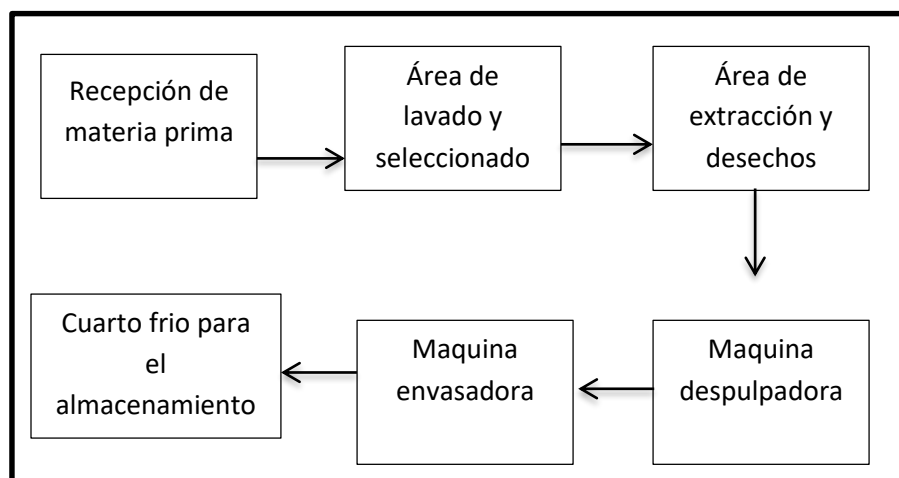 Recepción de
materia prima
Área de
lavado y
seleccionado
Área de
extracción y
desechos
Cuarto frio para
el
almacenamiento
Maquina
envasadora
Maquina
despulpadora